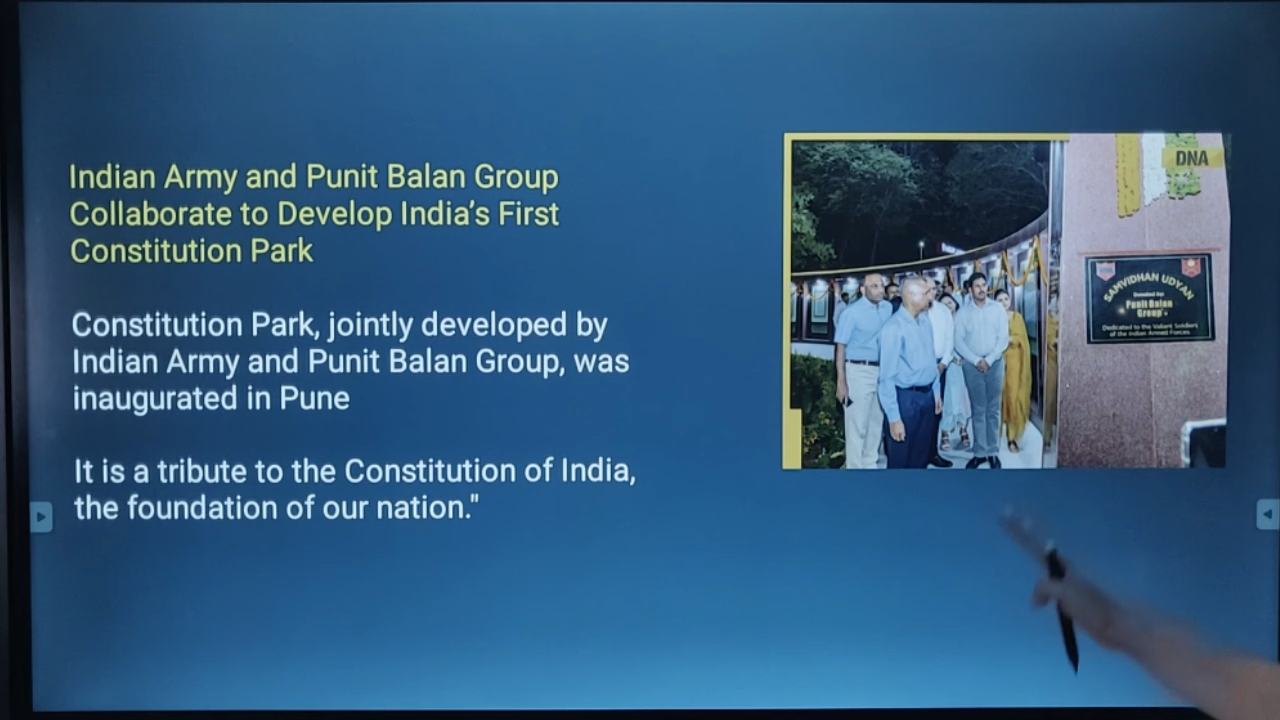 Indian Army and Punit Balan Group
Collaborate to Develop India's First
Constitution Park
Constitution Park, jointly developed by
Indian Army and Punit Balan Group, was
inaugurated in Pune
It is a tribute to the Constitution of India,
the foundation of our nation."
DNA
SAMVIDHAN UDYAN
Punit Balan
Group
Dedicated to the Valiant Soldiers
of the Indian Armed Forces